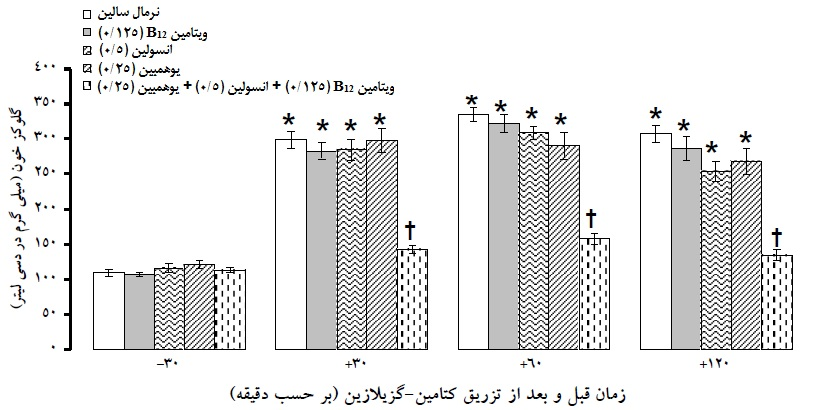 نرمال سالین
ویتامین B12 (۰/۱۲۵)
انسولین (۰/۵)
یوهمبین (۰/۲۵)
ویتامین B12 (۰/۱۲۵) + انسولین (۰/۵) + یوهمبین (۰/۲۵)
گلوکز خون (میلی گرم در دسی لیتر)
۴۰۰
۳۵۰
۳۰۰
۲۵۰
۲۰۰
۱۵۰
۱۰۰
۵۰
۰
* * * *
†
* * * *
†
* * * *
†
−۳۰ +۳۰ +۶۰ +۱۲۰
زمان قبل و بعد از تزریق کتامین-گزیلازین (بر حسب دقیقه)